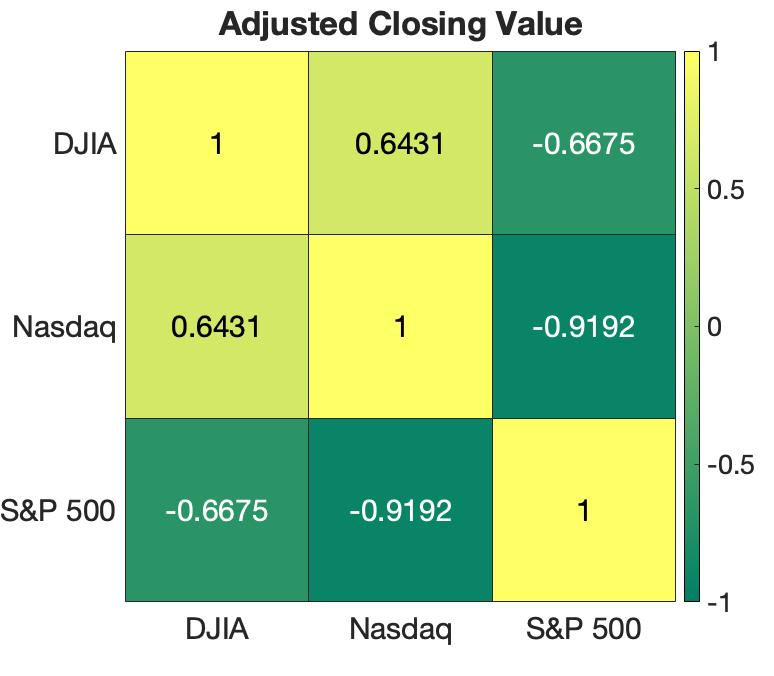 Adjusted Closing Value
DJIA 1 0.6431 -0.6675
Nasdaq 0.6431 1 -0.9192
S&P 500 -0.6675 -0.9192 1
DJIA Nasdaq S&P 500
1
0.5
0
-0.5
-1